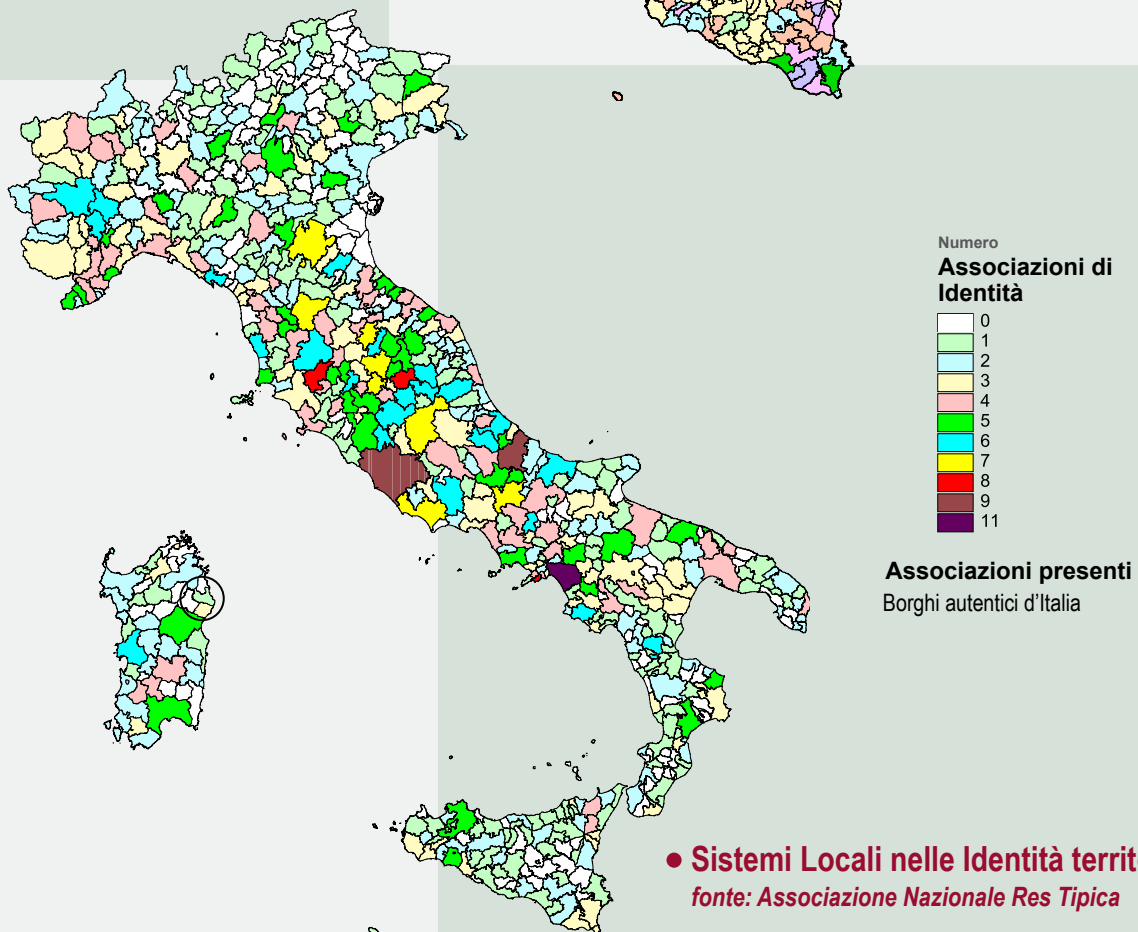 Numero
Associazioni di
Identità
0
1
2
3
4
5
6
7
8
9
11
Associazioni presenti
Borghi autentici d'Italia
• Sistemi Locali nelle Identità territ
fonte: Associazione Nazionale Res Tipica